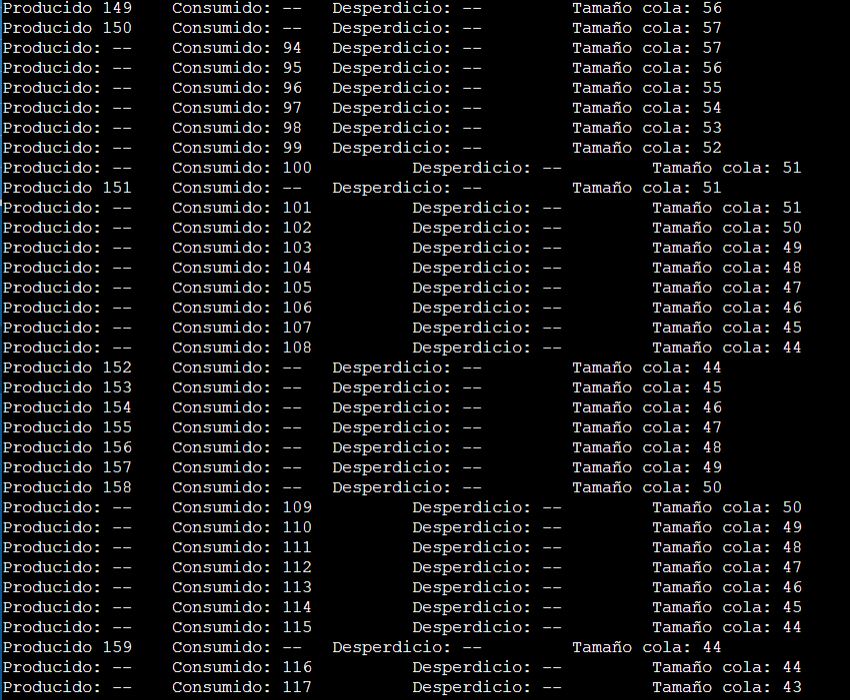 Producido 149    Consumido: --   Desperdicio: --         Tamaño cola: 56
Producido 150    Consumido: --   Desperdicio: --         Tamaño cola: 57
Producido: --    Consumido: 94   Desperdicio: --         Tamaño cola: 57
Producido: --    Consumido: 95   Desperdicio: --         Tamaño cola: 56
Producido: --    Consumido: 96   Desperdicio: --         Tamaño cola: 55
Producido: --    Consumido: 97   Desperdicio: --         Tamaño cola: 54
Producido: --    Consumido: 98   Desperdicio: --         Tamaño cola: 53
Producido: --    Consumido: 99   Desperdicio: --         Tamaño cola: 52
Producido: --    Consumido: 100          Desperdicio: --         Tamaño cola: 51
Producido 151    Consumido: --   Desperdicio: --         Tamaño cola: 51
Producido: --    Consumido: 101          Desperdicio: --         Tamaño cola: 51
Producido: --    Consumido: 102          Desperdicio: --         Tamaño cola: 50
Producido: --    Consumido: 103          Desperdicio: --         Tamaño cola: 49
Producido: --    Consumido: 104          Desperdicio: --         Tamaño cola: 48
Producido: --    Consumido: 105          Desperdicio: --         Tamaño cola: 47
Producido: --    Consumido: 106          Desperdicio: --         Tamaño cola: 46
Producido: --    Consumido: 107          Desperdicio: --         Tamaño cola: 45
Producido: --    Consumido: 108          Desperdicio: --         Tamaño cola: 44
Producido 152    Consumido: --   Desperdicio: --         Tamaño cola: 44
Producido 153    Consumido: --   Desperdicio: --         Tamaño cola: 45
Producido 154    Consumido: --   Desperdicio: --         Tamaño cola: 46
Producido 155    Consumido: --   Desperdicio: --         Tamaño cola: 47
Producido 156    Consumido: --   Desperdicio: --         Tamaño cola: 48
Producido 157    Consumido: --   Desperdicio: --         Tamaño cola: 49
Producido 158    Consumido: --   Desperdicio: --         Tamaño cola: 50
Producido: --    Consumido: 109          Desperdicio: --         Tamaño cola: 50
Producido: --    Consumido: 110          Desperdicio: --         Tamaño cola: 49
Producido: --    Consumido: 111          Desperdicio: --         Tamaño cola: 48
Producido: --    Consumido: 112          Desperdicio: --         Tamaño cola: 47
Producido: --    Consumido: 113          Desperdicio: --         Tamaño cola: 46
Producido: --    Consumido: 114          Desperdicio: --         Tamaño cola: 45
Producido: --    Consumido: 115          Desperdicio: --         Tamaño cola: 44
Producido 159    Consumido: --   Desperdicio: --         Tamaño cola: 44
Producido: --    Consumido: 116          Desperdicio: --         Tamaño cola: 44
Producido: --    Consumido: 117          Desperdicio: --         Tamaño cola: 43